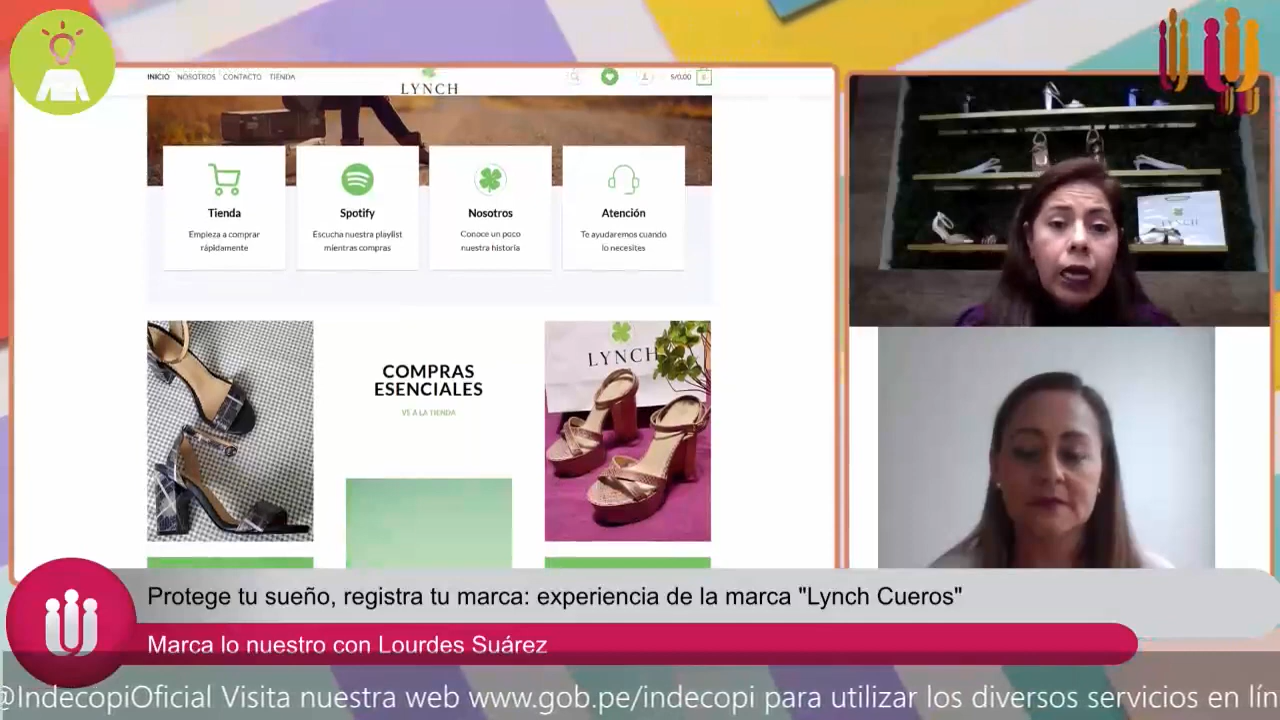 INICIO NOSOTROS CONTACTO TIENDA
LYNCH
S/0.00
Tienda
Empieza a comprar
rápidamente
Spotify
Escucha nuestra playlist
mientras compras
Nosotros
Conoce un poco
nuestra historia
Atención
Te ayudaremos cuando
lo necesites
COMPRAS
ESENCIALES
VE A LA TIENDA
LYNCH
LYNCH
Protege tu sueño, registra tu marca: experiencia de la marca "Lynch Cueros"
Marca lo nuestro con Lourdes Suárez
@IndecopiOficial Visita nuestra web www.gob.pe/indecopi para utilizar los diversos servicios en lín